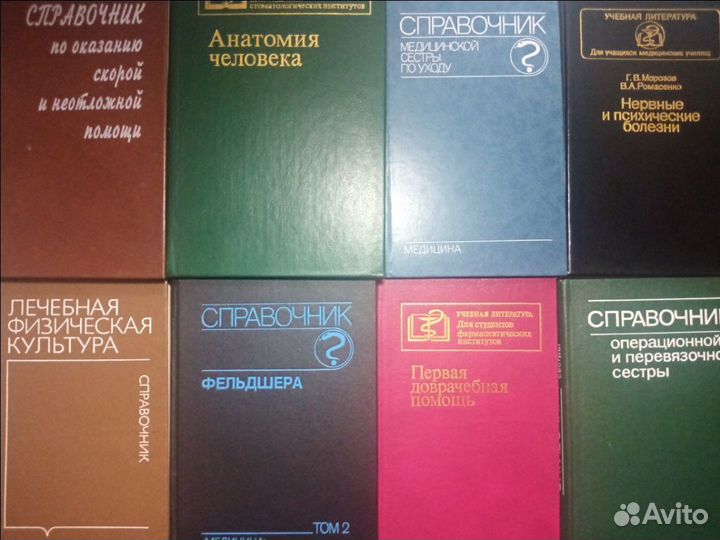 СПРАВОЧНИК
по оказанию
скорой
и неотложной
помощи
стоматологических институтов
Анатомия
человека
СПРАВОЧНИК
МЕДИЦИНСКОЙ
СЕСТРЫ
ПО УХОДУ
?
МЕДИЦИНА
УЧЕБНАЯ ЛИТЕРАТУРА
Для учащихся медицинских училищ
Г.В.Морозов
В.А.Ромасенко
Нервные
и психические
болезни
ЛЕЧЕБНАЯ
ФИЗИЧЕСКАЯ
КУЛЬТУРА
СПРАВОЧНИК
СПРАВОЧНИК
?
ФЕЛЬДШЕРА
ТОМ 2
МЕДИЦИНА
УЧЕБНАЯ ЛИТЕРАТУРА
Для студентов
фармацевтических
институтов
Первая
доврачебная
помощь
СПРАВОЧНИК
операционной
и перевязочной
сестры
Avito